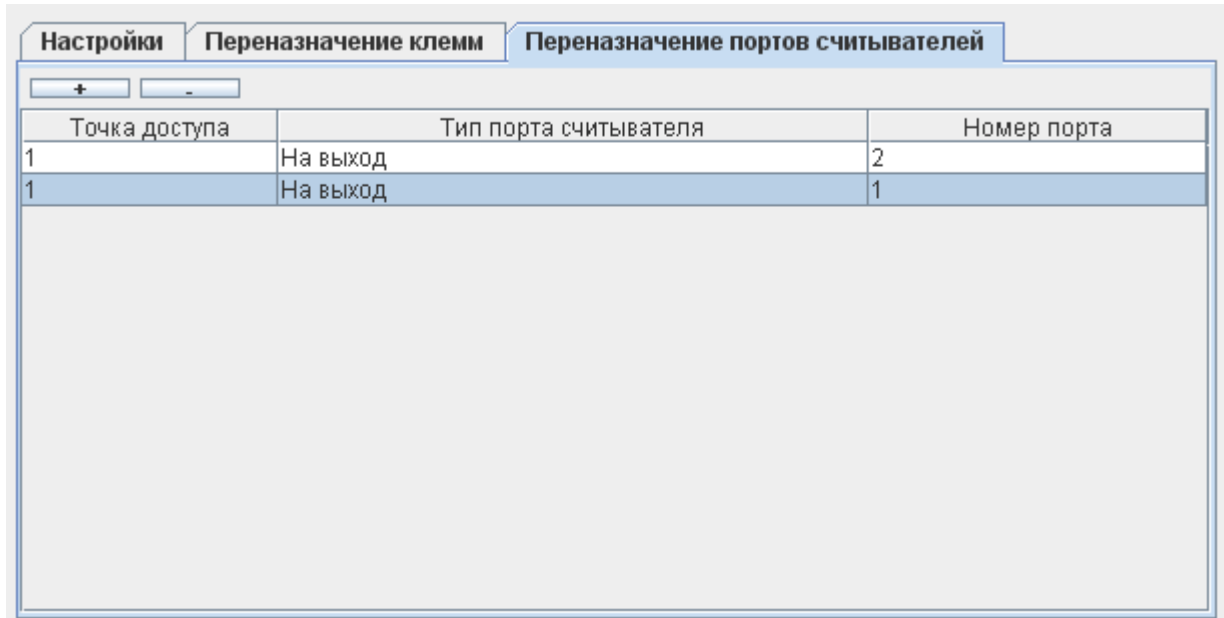 Настройки Переназначение клемм Переназначение портов считывателей
+ -
Точка доступа Тип порта считывателя Номер порта
1 На выход 2
1 На выход 1